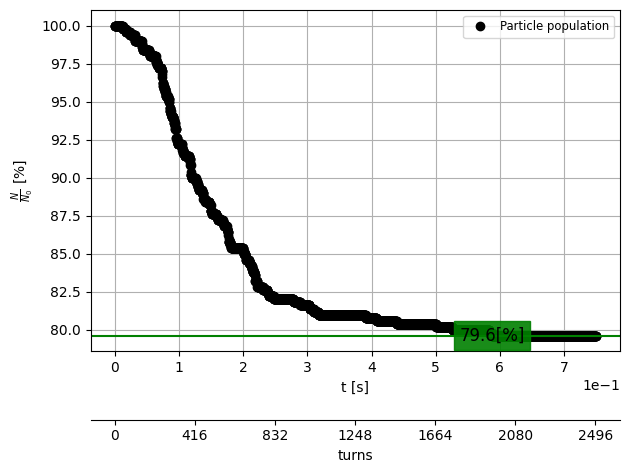 Particle population
100.0
97.5
95.0
92.5
90.0
87.5
85.0
82.5
80.0
N/N₀ [%]
79.6[%]
0 1 2 3 4 5 6 7
t [s]
1e−1
0 416 832 1248 1664 2080 2496
turns